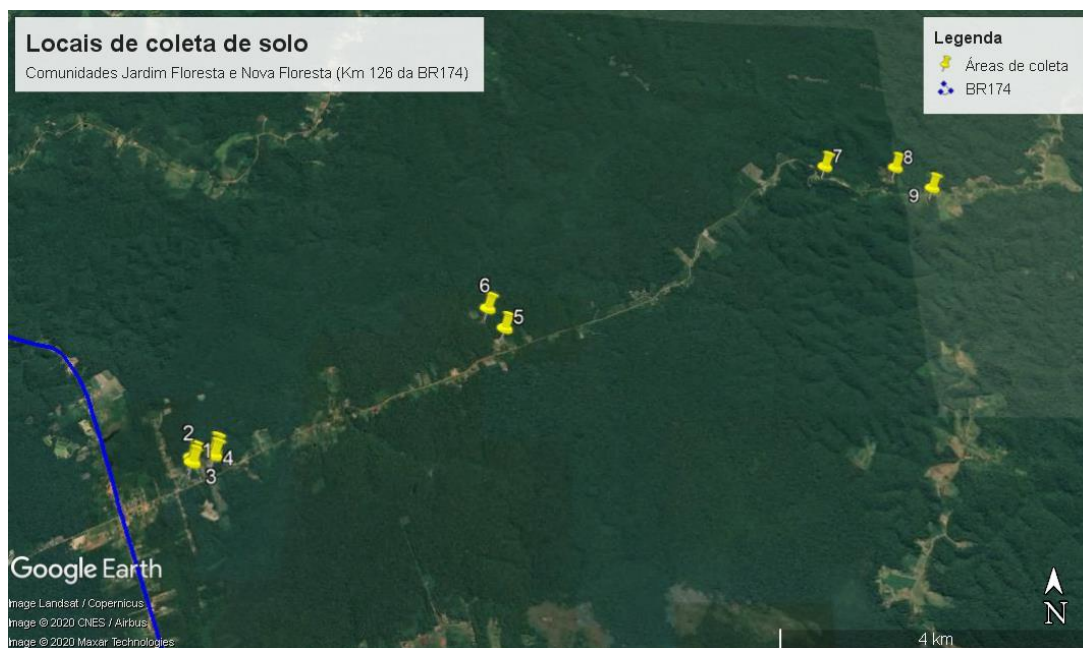 Locais de coleta de solo
Comunidades Jardim Floresta e Nova Floresta (Km 126 da BR174)
Legenda
Áreas de coleta
BR174
7
8
9
6
5
2
1
4
3
Google Earth
Image Landsat / Copernicus
Image © 2020 CNES / Airbus
Image © 2020 Maxar Technologies
N
4 km